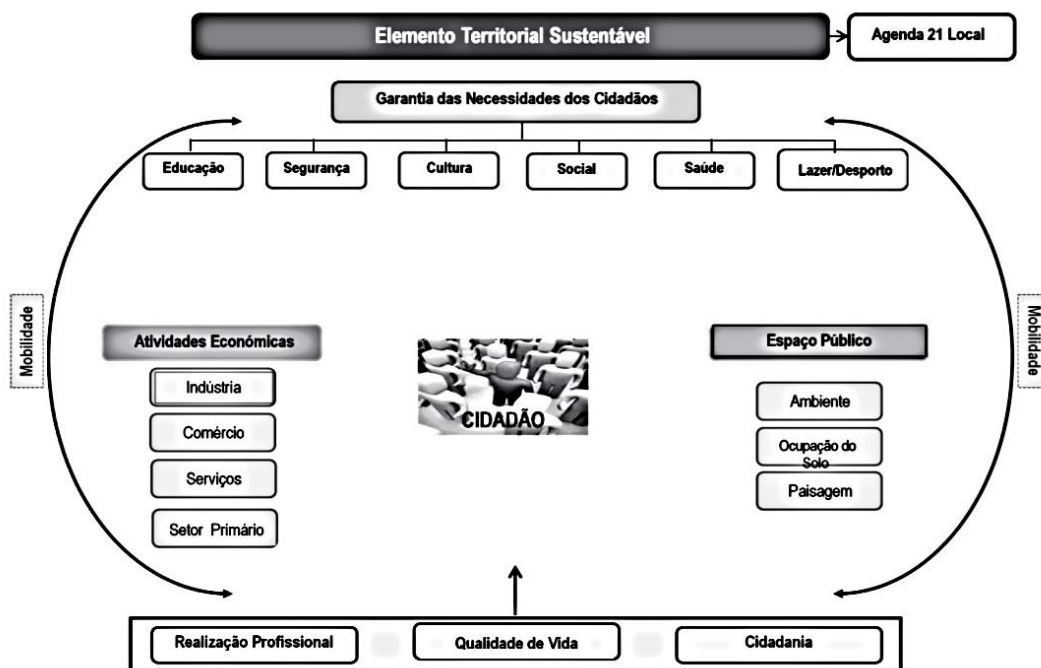 Elemento Territorial Sustentável
Agenda 21 Local
Garantia das Necessidades dos Cidadãos
Educação
Segurança
Cultura
Social
Saúde
Lazer/Desporto
Mobilidade
Mobilidade
Atividades Económicas
Indústria
Comércio
Serviços
Setor Primário
CIDADÃO
Espaço Público
Ambiente
Ocupação do
Solo
Paisagem
Realização Profissional
Qualidade de Vida
Cidadania